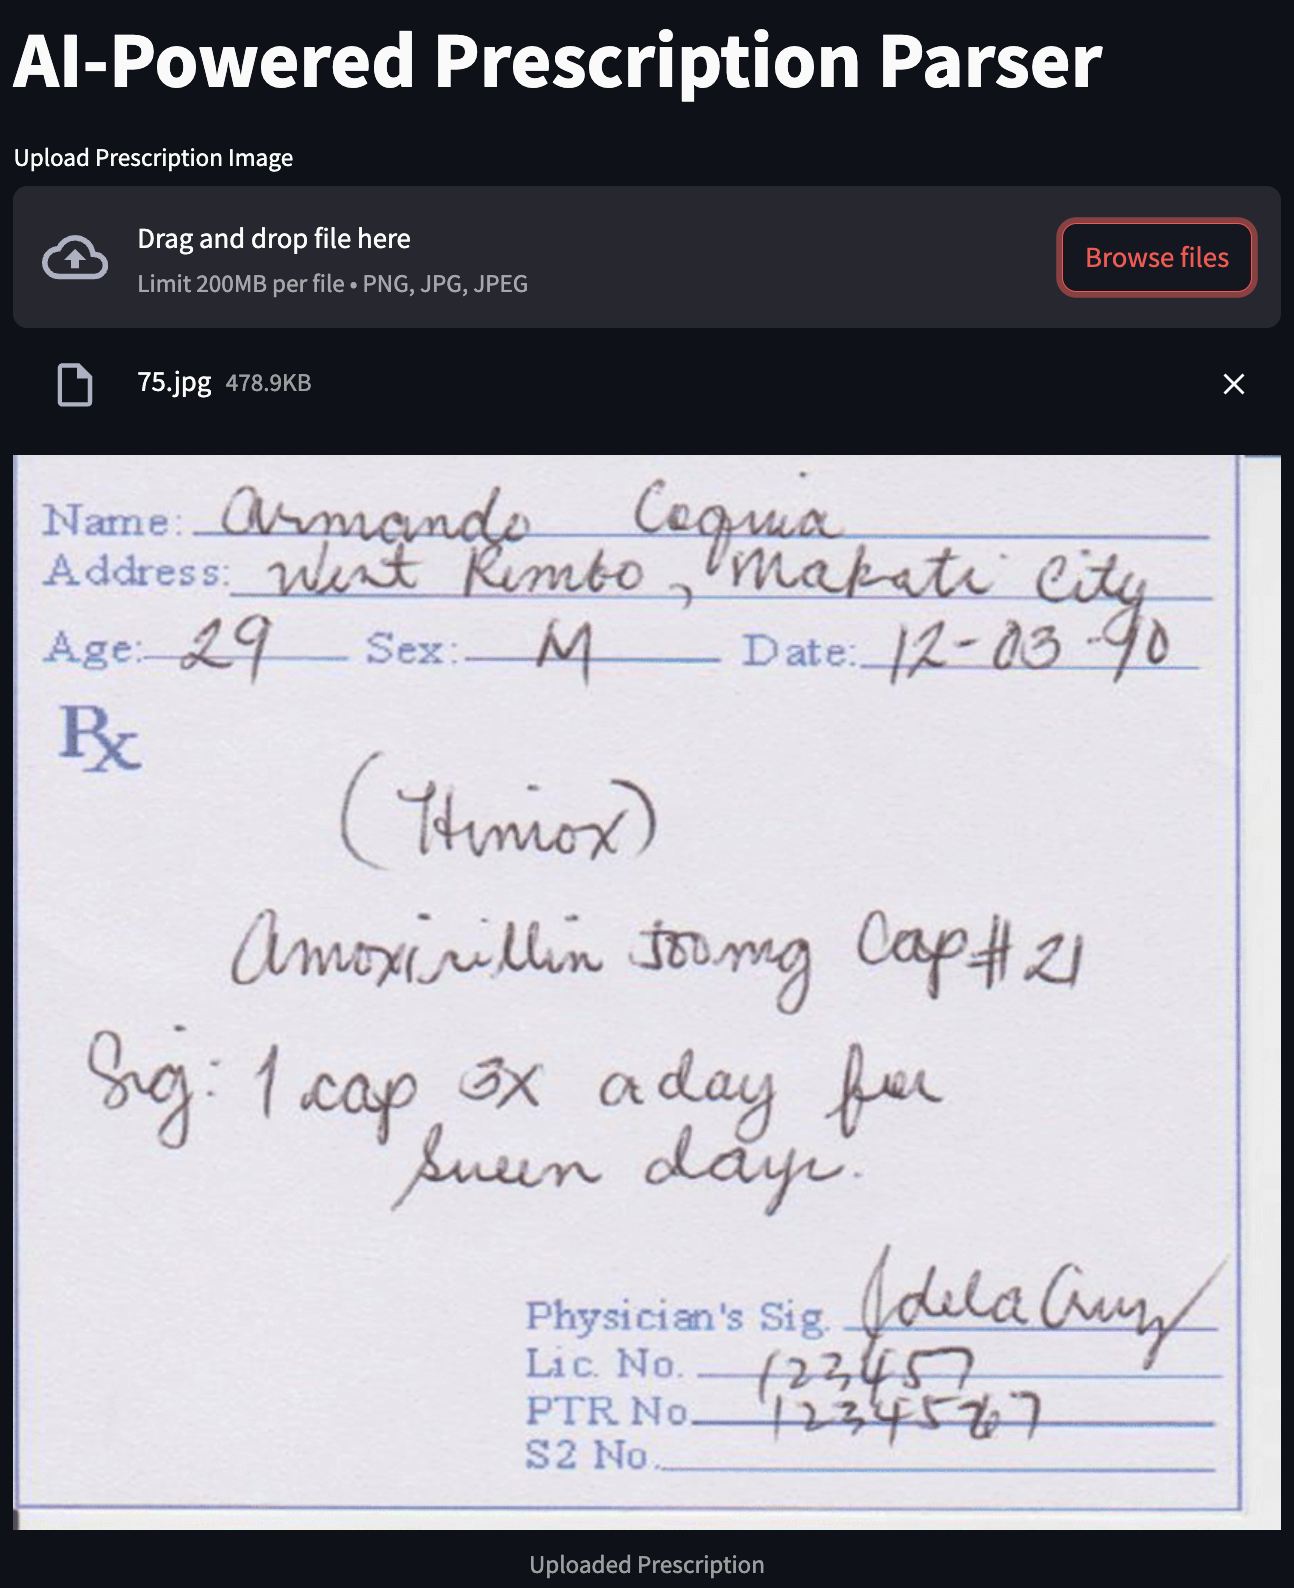 AI-Powered Prescription Parser
Upload Prescription Image
Drag and drop file here
Limit 200MB per file • PNG, JPG, JPEG
Browse files
75.jpg 478.9KB
Name: Armando Coquia
Address: West Rembo, Makati City
Age: 29 Sex: M Date: 12-03-90
Rx
(Himox)
Amoxicillin 500mg Cap #21
Sig: 1 cap 3x a day for
seven days.
Physician's Sig. JdelaCruz
Lic. No. 123457
PTR No. 1234567
S2 No.
Uploaded Prescription